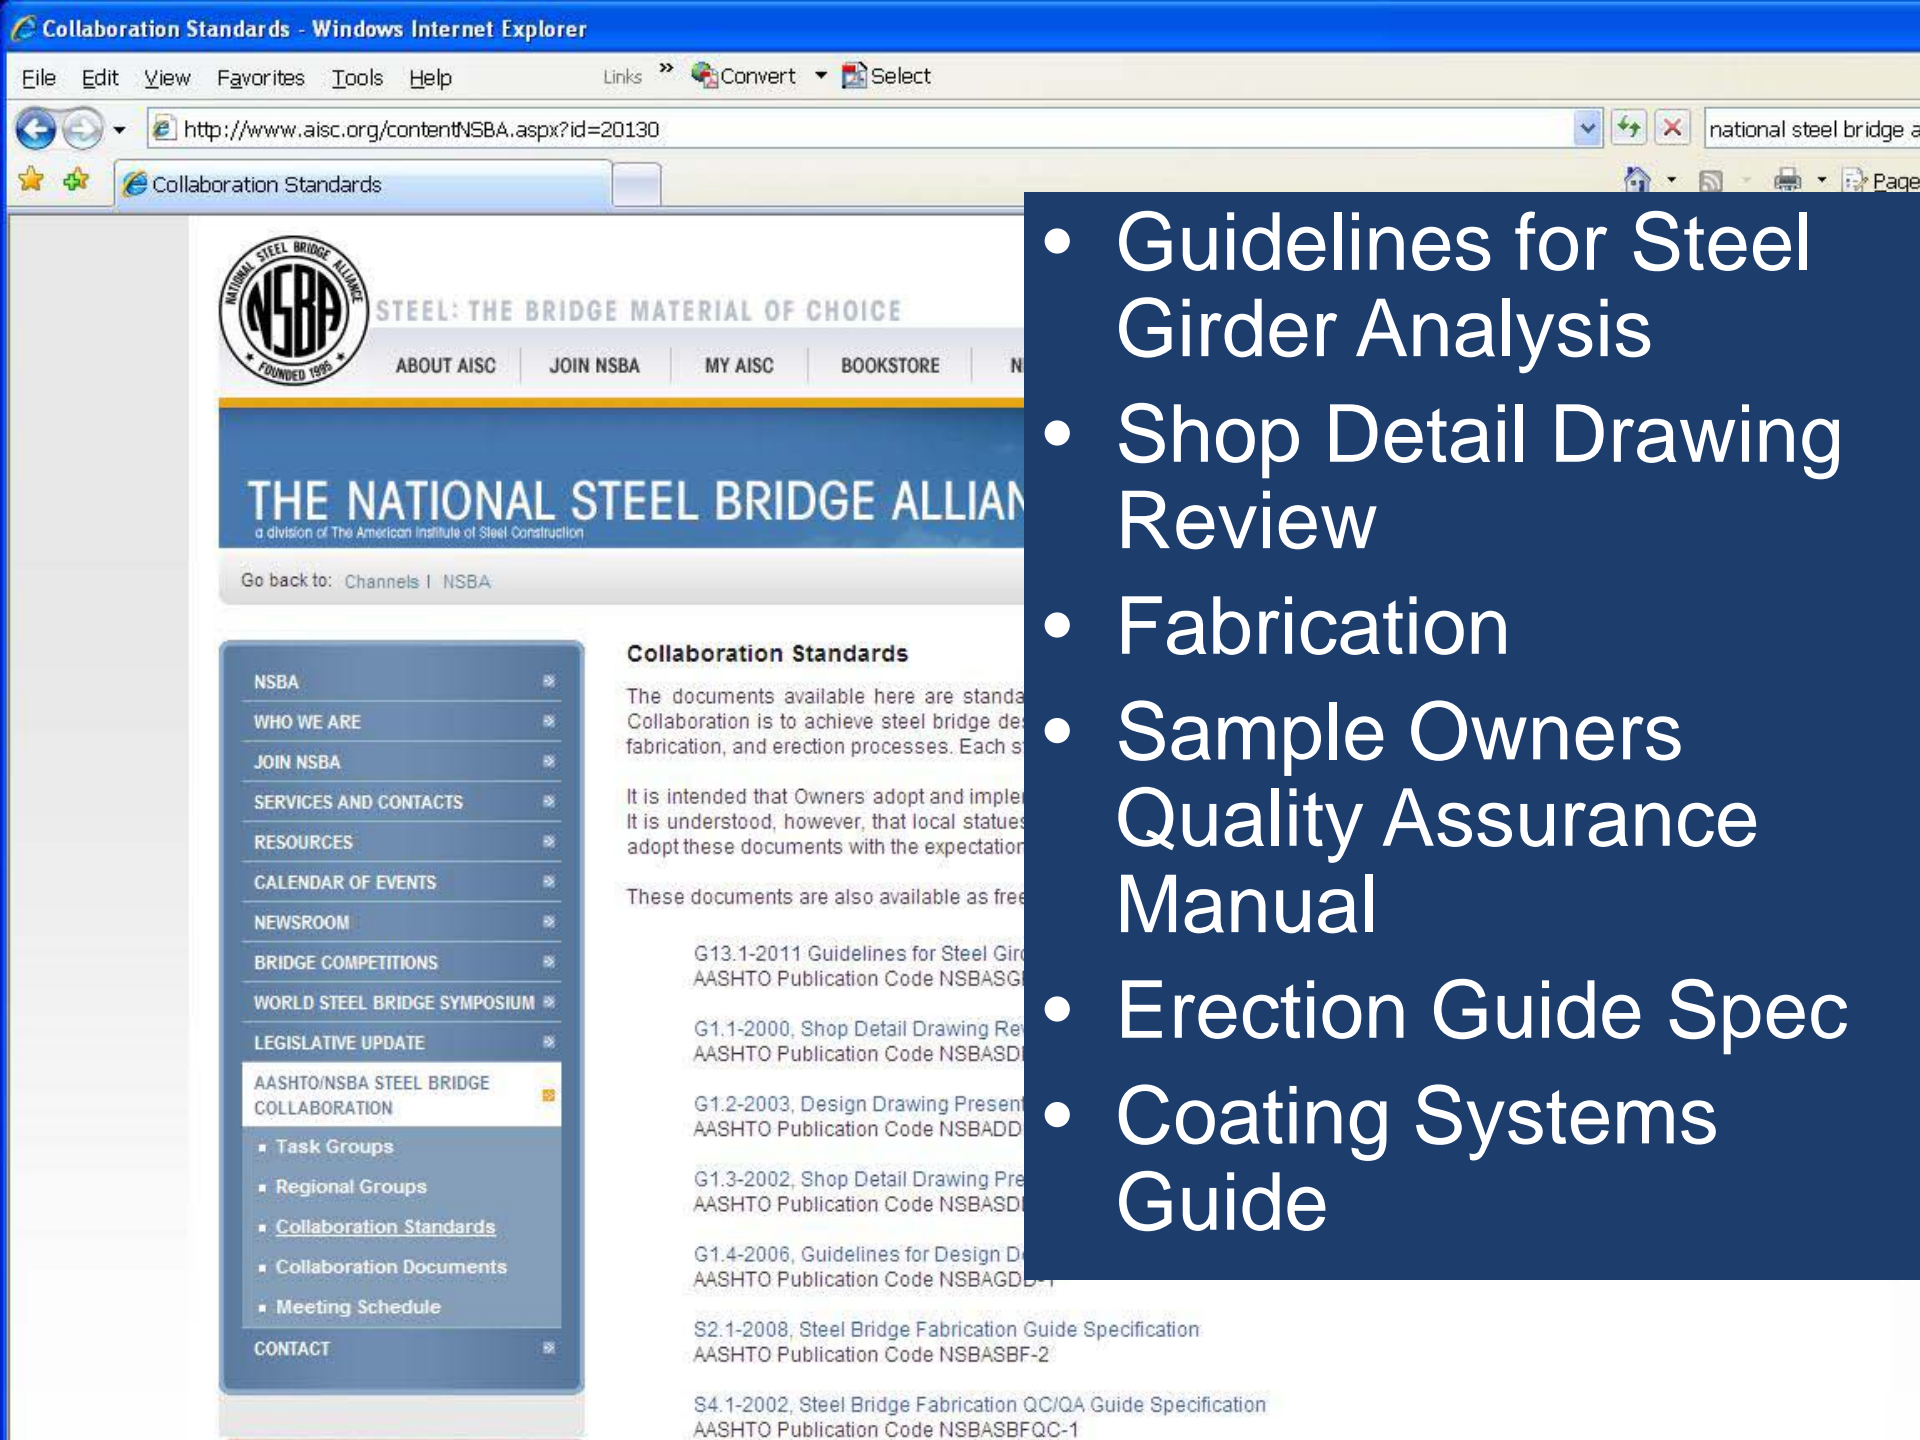 Collaboration Standards - Windows Internet Explorer
File Edit View Favorites Tools Help Links » Convert Select
http://www.aisc.org/contentNSBA.aspx?id=20130
national steel bridge a
Collaboration Standards
Page
NATIONAL STEEL BRIDGE ALLIANCE
NSBA
FOUNDED 1995
STEEL: THE BRIDGE MATERIAL OF CHOICE
ABOUT AISC JOIN NSBA MY AISC BOOKSTORE
THE NATIONAL STEEL BRIDGE ALLIAN
a division of The American Institute of Steel Construction
Go back to: Channels | NSBA
NSBA
WHO WE ARE
JOIN NSBA
SERVICES AND CONTACTS
RESOURCES
CALENDAR OF EVENTS
NEWSROOM
BRIDGE COMPETITIONS
WORLD STEEL BRIDGE SYMPOSIUM
LEGISLATIVE UPDATE
AASHTO/NSBA STEEL BRIDGE
COLLABORATION
Task Groups
Regional Groups
Collaboration Standards
Collaboration Documents
Meeting Schedule
CONTACT
Collaboration Standards
The documents available here are standa
Collaboration is to achieve steel bridge de
fabrication, and erection processes. Each s
It is intended that Owners adopt and imple
It is understood, however, that local statues
adopt these documents with the expectation
These documents are also available as free
G13.1-2011 Guidelines for Steel Gir
AASHTO Publication Code NSBASG
G1.1-2000, Shop Detail Drawing Re
AASHTO Publication Code NSBASD
G1.2-2003, Design Drawing Present
AASHTO Publication Code NSBADD
G1.3-2002, Shop Detail Drawing Pre
AASHTO Publication Code NSBASD
G1.4-2006, Guidelines for Design D
AASHTO Publication Code NSBAGDD-1
S2.1-2008, Steel Bridge Fabrication Guide Specification
AASHTO Publication Code NSBASBF-2
S4.1-2002, Steel Bridge Fabrication QC/QA Guide Specification
AASHTO Publication Code NSBASBFQC-1
• Guidelines for Steel
Girder Analysis
• Shop Detail Drawing
Review
• Fabrication
• Sample Owners
Quality Assurance
Manual
• Erection Guide Spec
• Coating Systems
Guide